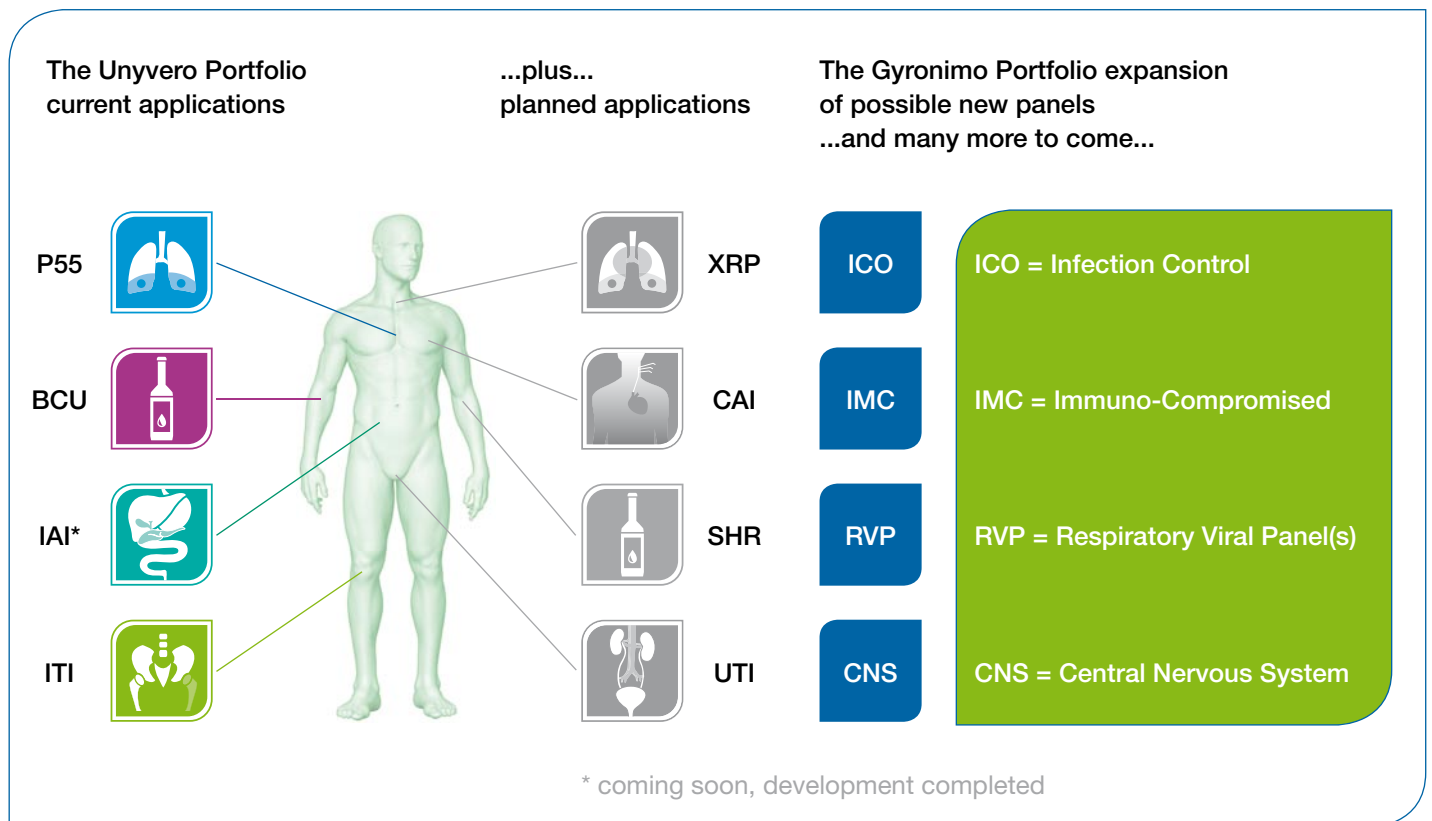 The Unyvero Portfolio
current applications
...plus...
planned applications
The Gyronimo Portfolio expansion
of possible new panels
...and many more to come...
P55
BCU
IAI*
ITI
XRP
CAI
SHR
UTI
ICO
IMC
RVP
CNS
ICO = Infection Control
IMC = Immuno-Compromised
RVP = Respiratory Viral Panel(s)
CNS = Central Nervous System
* coming soon, development completed